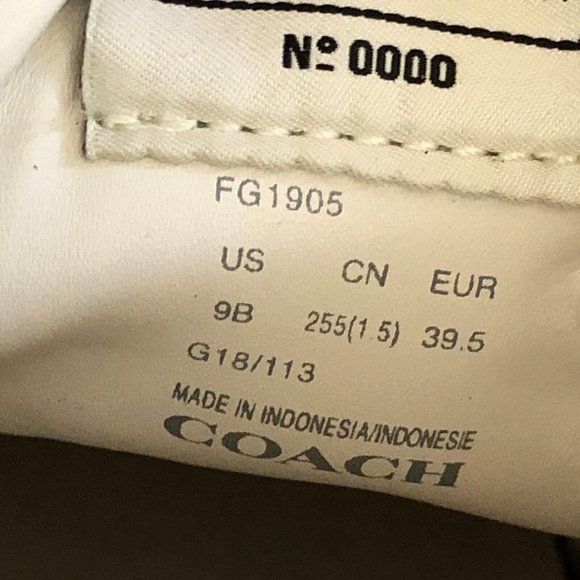 Nº 0000
FG1905
US CN EUR
9B 255(1.5) 39.5
G18/113
MADE IN INDONESIA/INDONESIE
COACH